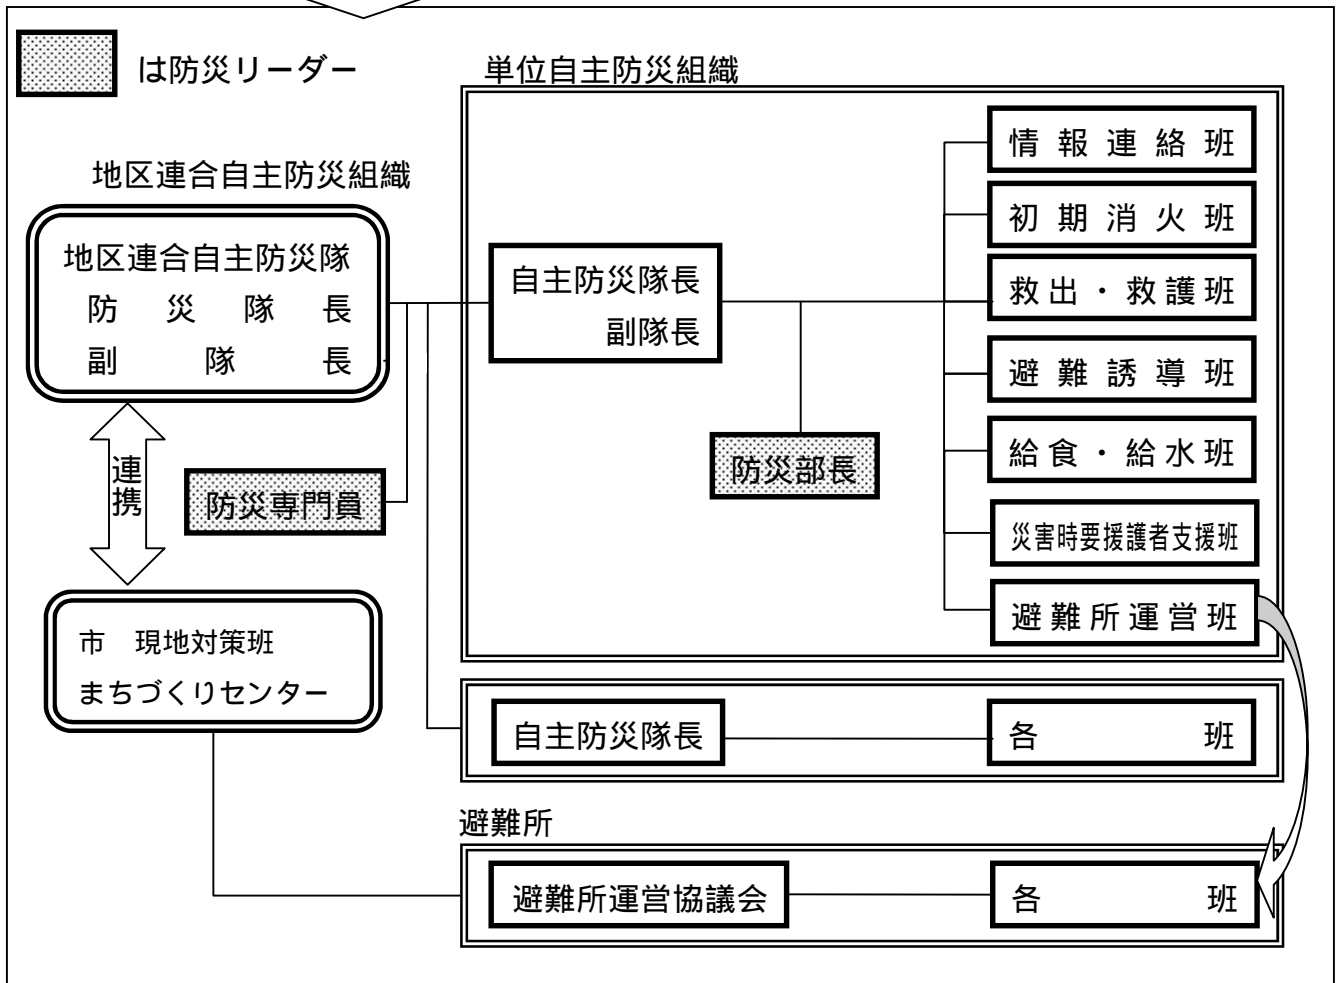 は防災リーダー
単位自主防災組織
地区連合自主防災組織
地区連合自主防災隊
防災隊長
副隊長
連携
防災専門員
市　現地対策班
まちづくりセンター
自主防災隊長
副隊長
防災部長
情報連絡班
初期消火班
救出・救護班
避難誘導班
給食・給水班
災害時要援護者支援班
避難所運営班
自主防災隊長
各班
避難所
避難所運営協議会
各班